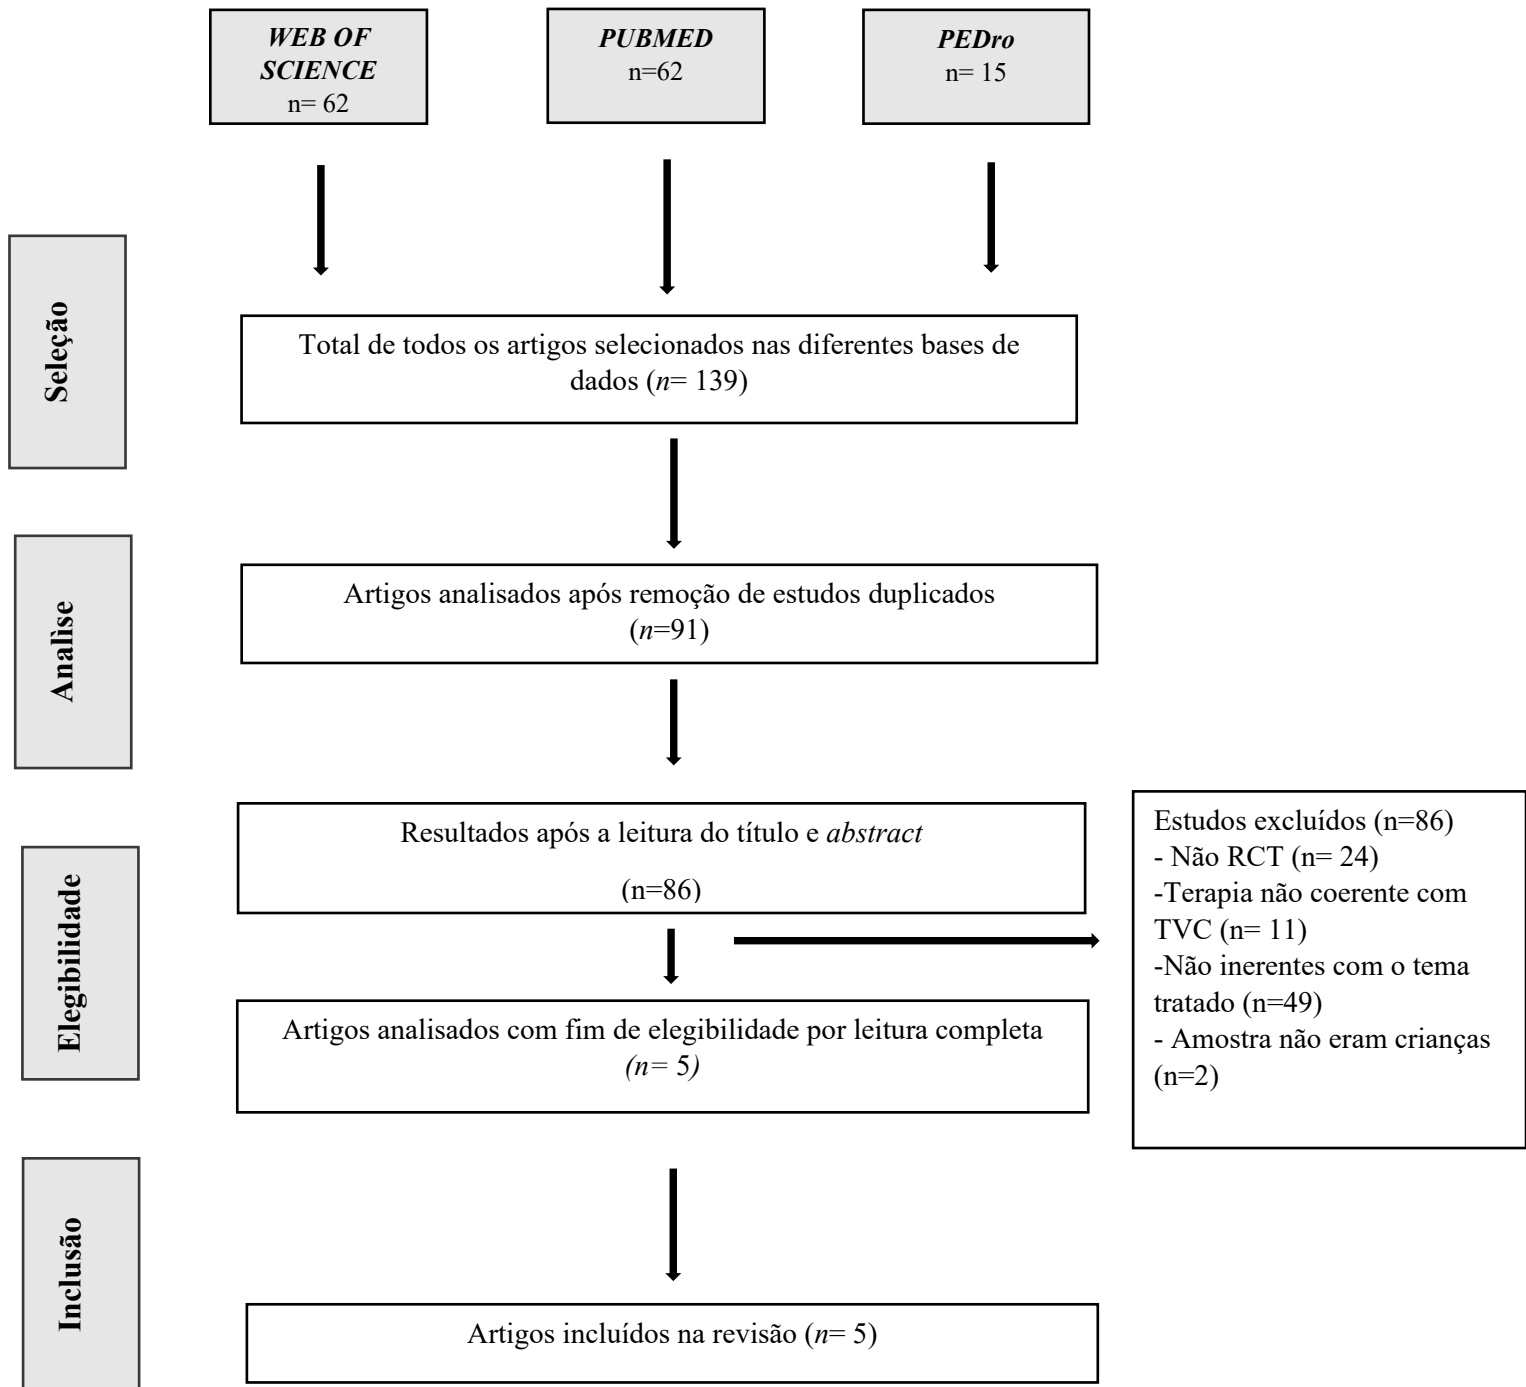 WEB OF
SCIENCE
n= 62
PUBMED
n=62
PEDro
n= 15
Seleção
Total de todos os artigos selecionados nas diferentes bases de
dados (n= 139)
Analise
Artigos analisados após remoção de estudos duplicados
(n=91)
Elegibilidade
Resultados após a leitura do título e abstract
(n=86)
Estudos excluídos (n=86)
- Não RCT (n= 24)
-Terapia não coerente com
TVC (n= 11)
-Não inerentes com o tema
tratado (n=49)
- Amostra não eram crianças
(n=2)
Artigos analisados com fim de elegibilidade por leitura completa
(n= 5)
Inclusão
Artigos incluídos na revisão (n= 5)